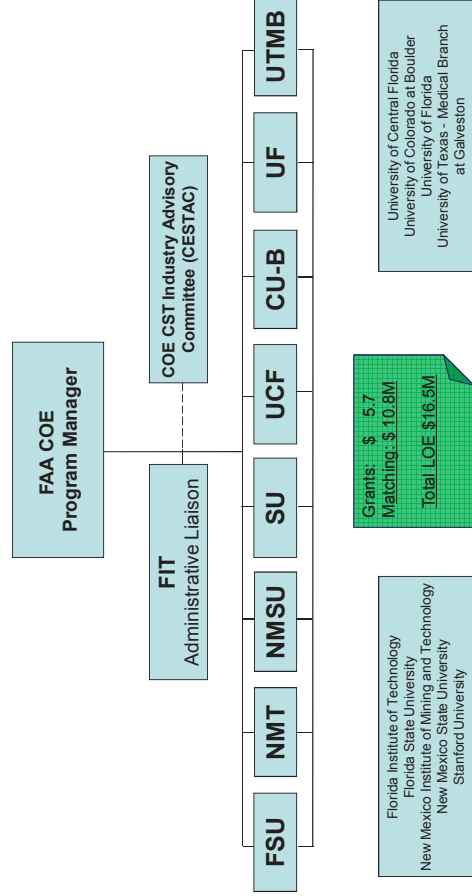 FAA COE
Program Manager
FIT
Administrative Liaison
COE CST Industry Advisory
Committee (CESTAC)
FSU
NMT
NMSU
SU
UCF
CU-B
UF
UTMB
Florida Institute of Technology
Florida State University
New Mexico Institute of Mining and Technology
New Mexico State University
Stanford University
Grants: $ 5.7
Matching: $ 10.8M
Total LOE $16.5M
University of Central Florida
University of Colorado at Boulder
University of Florida
University of Texas - Medical Branch
at Galveston